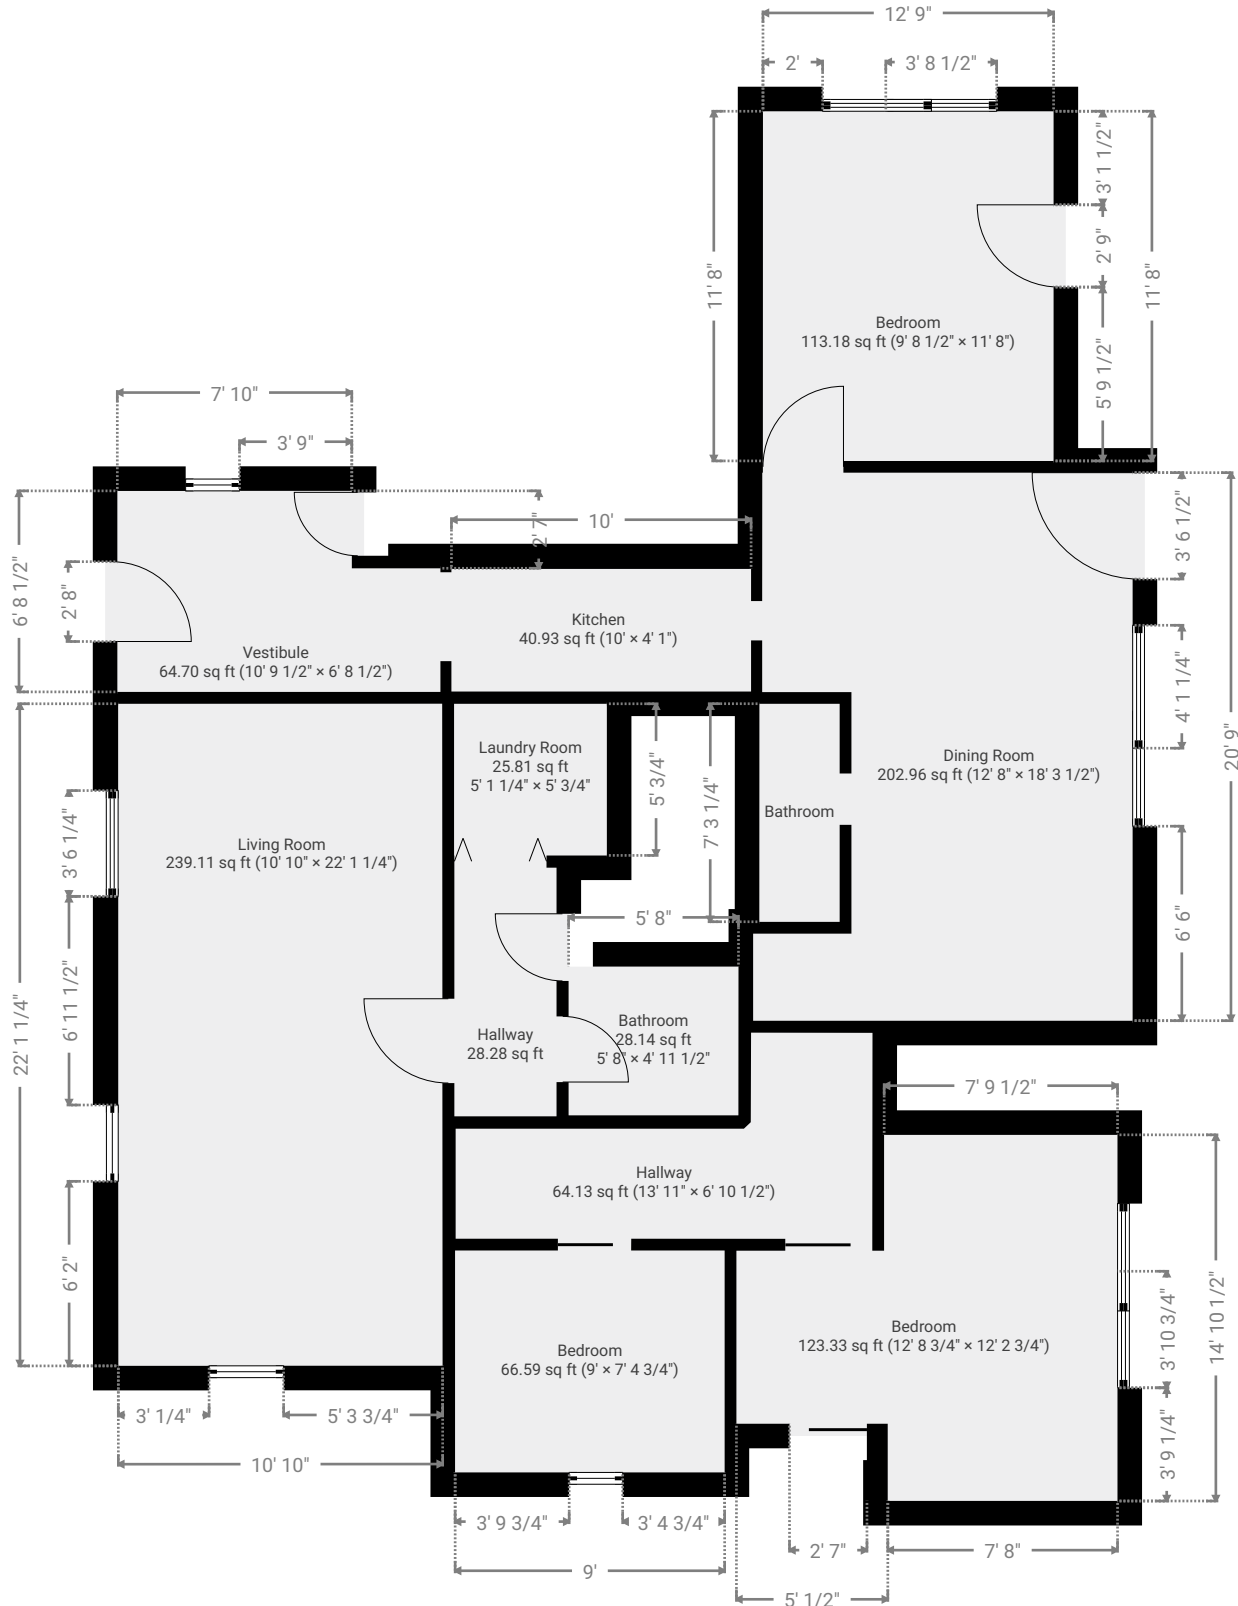 12' 9"
2'
3' 8 1/2"
3' 1 1/2"
2' 9"
11' 8"
11' 8"
5' 9 1/2"
Bedroom
113.18 sq ft (9' 8 1/2" × 11' 8")
7' 10"
3' 9"
10'
2' 7"
3' 6 1/2"
6' 8 1/2"
2' 8"
Kitchen
40.93 sq ft (10' × 4' 1")
Vestibule
64.70 sq ft (10' 9 1/2" × 6' 8 1/2")
4' 1 1/4"
20' 9"
Laundry Room
25.81 sq ft
5' 1 1/4" × 5' 3/4"
5' 3/4"
7' 3 1/4"
Dining Room
202.96 sq ft (12' 8" × 18' 3 1/2")
Bathroom
Living Room
239.11 sq ft (10' 10" × 22' 1 1/4")
3' 6 1/4"
5' 8"
6' 6"
6' 11 1/2"
22' 1 1/4"
Hallway
28.28 sq ft
Bathroom
28.14 sq ft
5' 8" × 4' 11 1/2"
7' 9 1/2"
Hallway
64.13 sq ft (13' 11" × 6' 10 1/2")
6' 2"
3' 10 3/4"
14' 10 1/2"
Bedroom
123.33 sq ft (12' 8 3/4" × 12' 2 3/4")
Bedroom
66.59 sq ft (9' × 7' 4 3/4")
3' 1/4"
5' 3 3/4"
3' 9 1/4"
10' 10"
3' 9 3/4"
3' 4 3/4"
2' 7"
7' 8"
9'
5' 1/2"